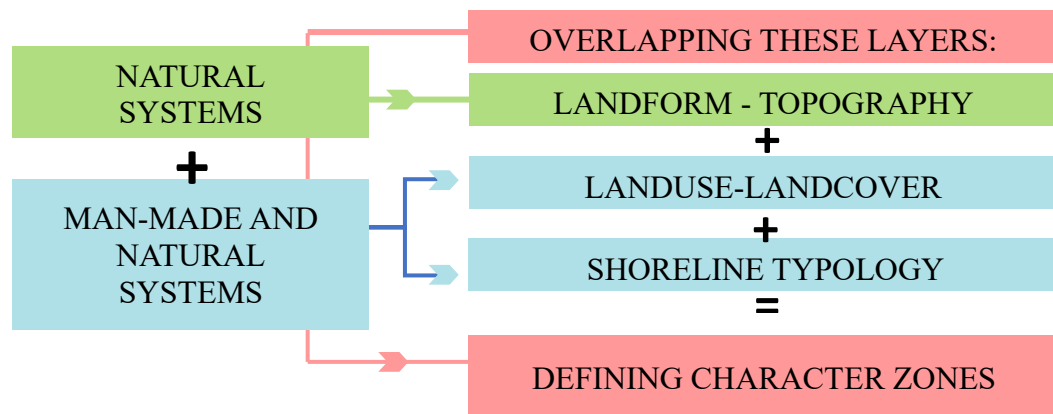 NATURAL
SYSTEMS
+
MAN-MADE AND
NATURAL
SYSTEMS
OVERLAPPING THESE LAYERS:
LANDFORM - TOPOGRAPHY
+
LANDUSE-LANDCOVER
+
SHORELINE TYPOLOGY
=
DEFINING CHARACTER ZONES